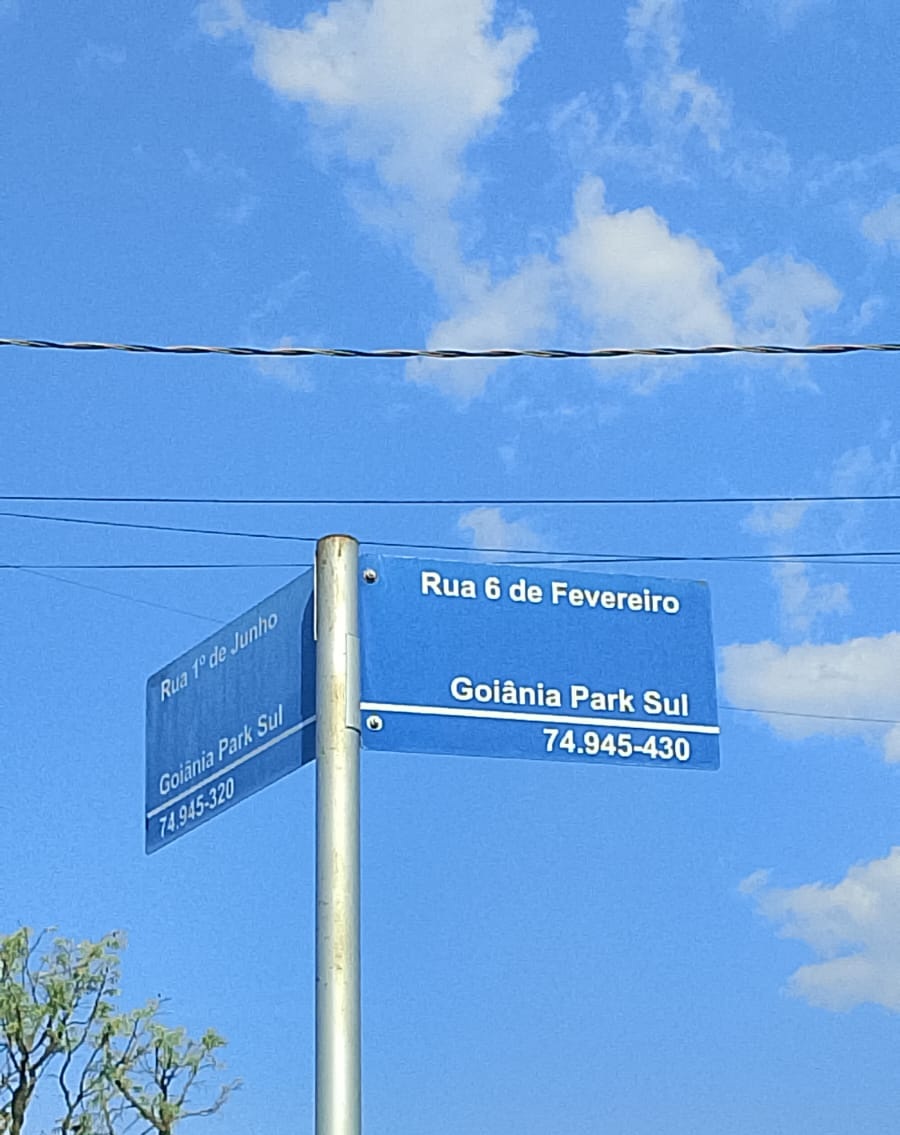 Rua 1º de Junho
Goiânia Park Sul
74.945-320
Rua 6 de Fevereiro
Goiânia Park Sul
74.945-430